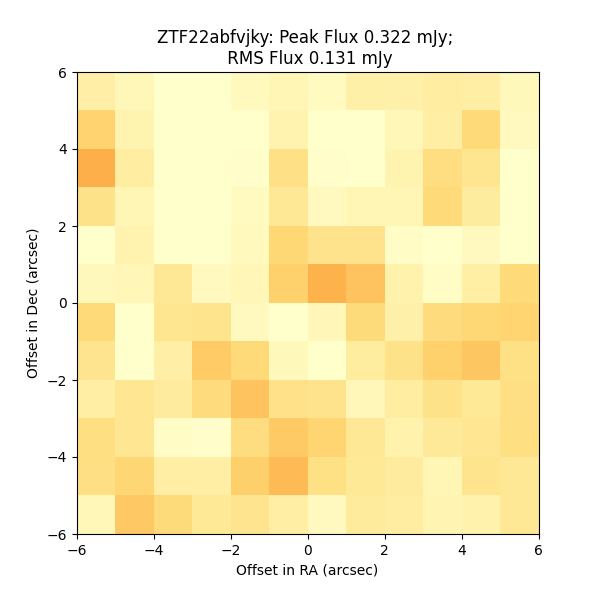 ZTF22abfvjky: Peak Flux 0.322 mJy;
RMS Flux 0.131 mJy
6
4
2
0
−2
−4
−6
Offset in Dec (arcsec)
−6 −4 −2 0 2 4 6
Offset in RA (arcsec)